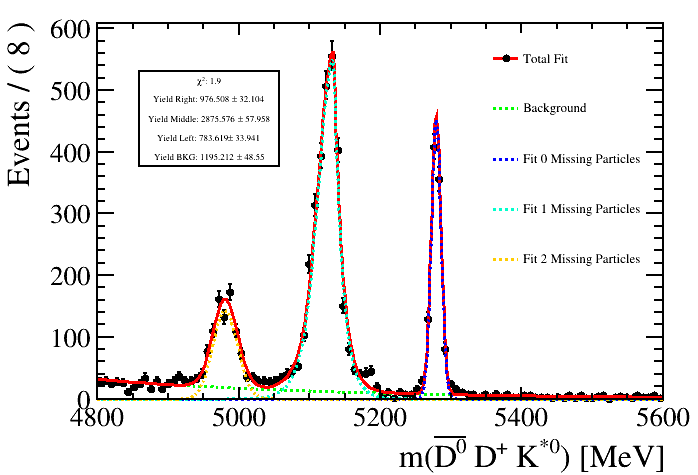 Events / ( 8 )
600
500
400
300
200
100
0
χ²: 1.9
Yield Right: 976.508 ± 32.104
Yield Middle: 2875.576 ± 57.958
Yield Left: 783.619± 33.941
Yield BKG: 1195.212 ± 48.55
Total Fit
Background
Fit 0 Missing Particles
Fit 1 Missing Particles
Fit 2 Missing Particles
4800 5000 5200 5400 5600
m(D̅⁰ D⁺ K*⁰) [MeV]